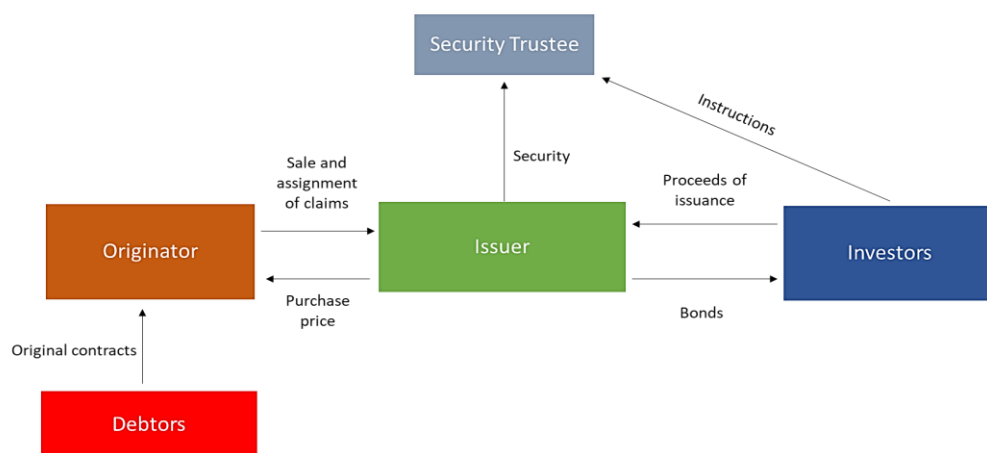 Security Trustee
Instructions
Security
Sale and
assignment
of claims
Proceeds of
issuance
Originator
Issuer
Investors
Purchase
price
Bonds
Original contracts
Debtors